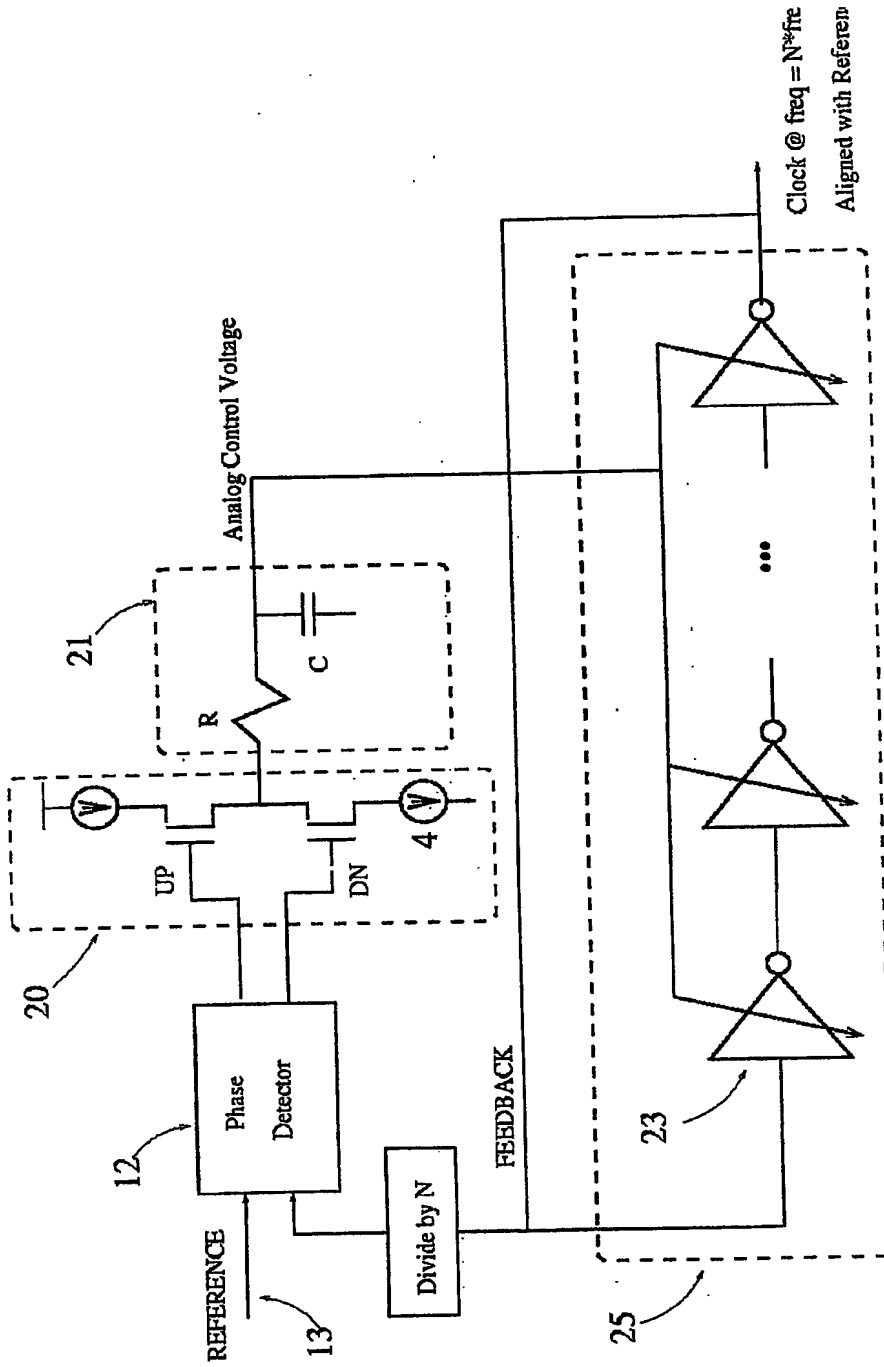 Analog Control Voltage
21
R
C
20
UP
DN
4
12
Phase
Detector
REFERENCE
13
Divide by N
FEEDBACK
Clock @ freq = N*fre
Aligned with Referen
...
23
25